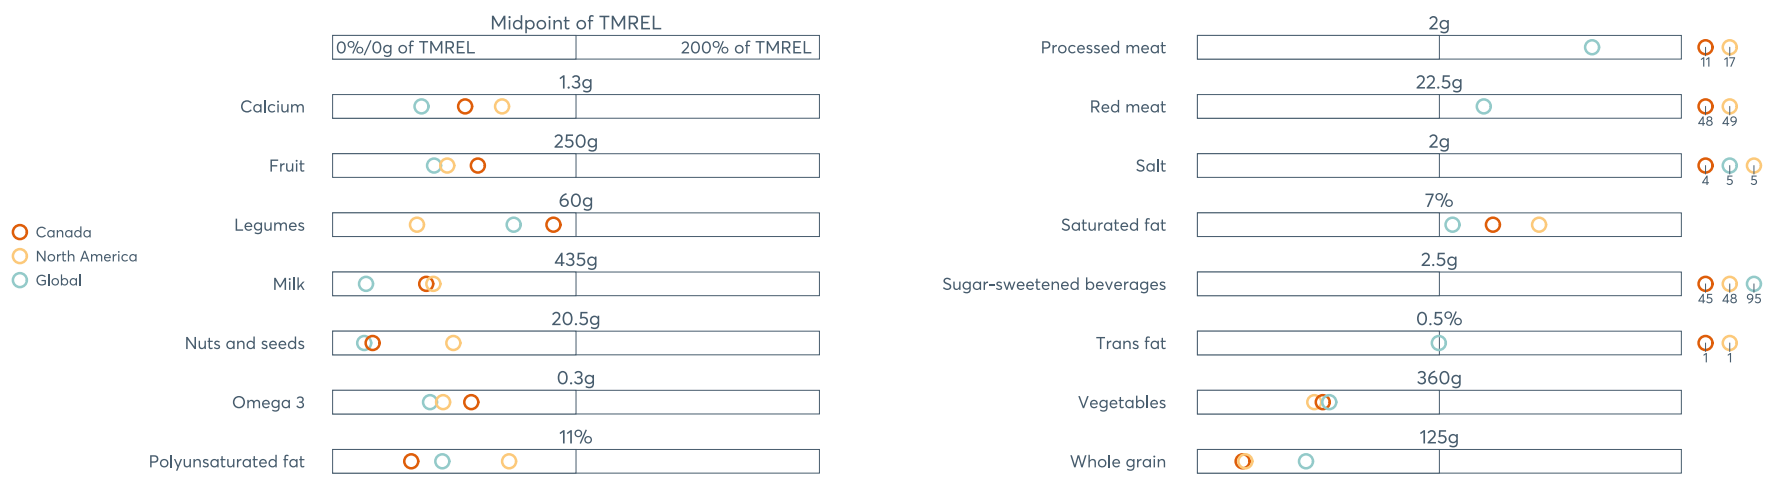 Midpoint of TMREL
0%/0g of TMREL 200% of TMREL
1.3g
Calcium
250g
Fruit
60g
Legumes
435g
Milk
20.5g
Nuts and seeds
0.3g
Omega 3
11%
Polyunsaturated fat
Canada
North America
Global
2g
Processed meat
11 17
22.5g
Red meat
48 49
2g
Salt
4 5 5
7%
Saturated fat
2.5g
Sugar-sweetened beverages
45 48 95
0.5%
Trans fat
1 1
360g
Vegetables
125g
Whole grain